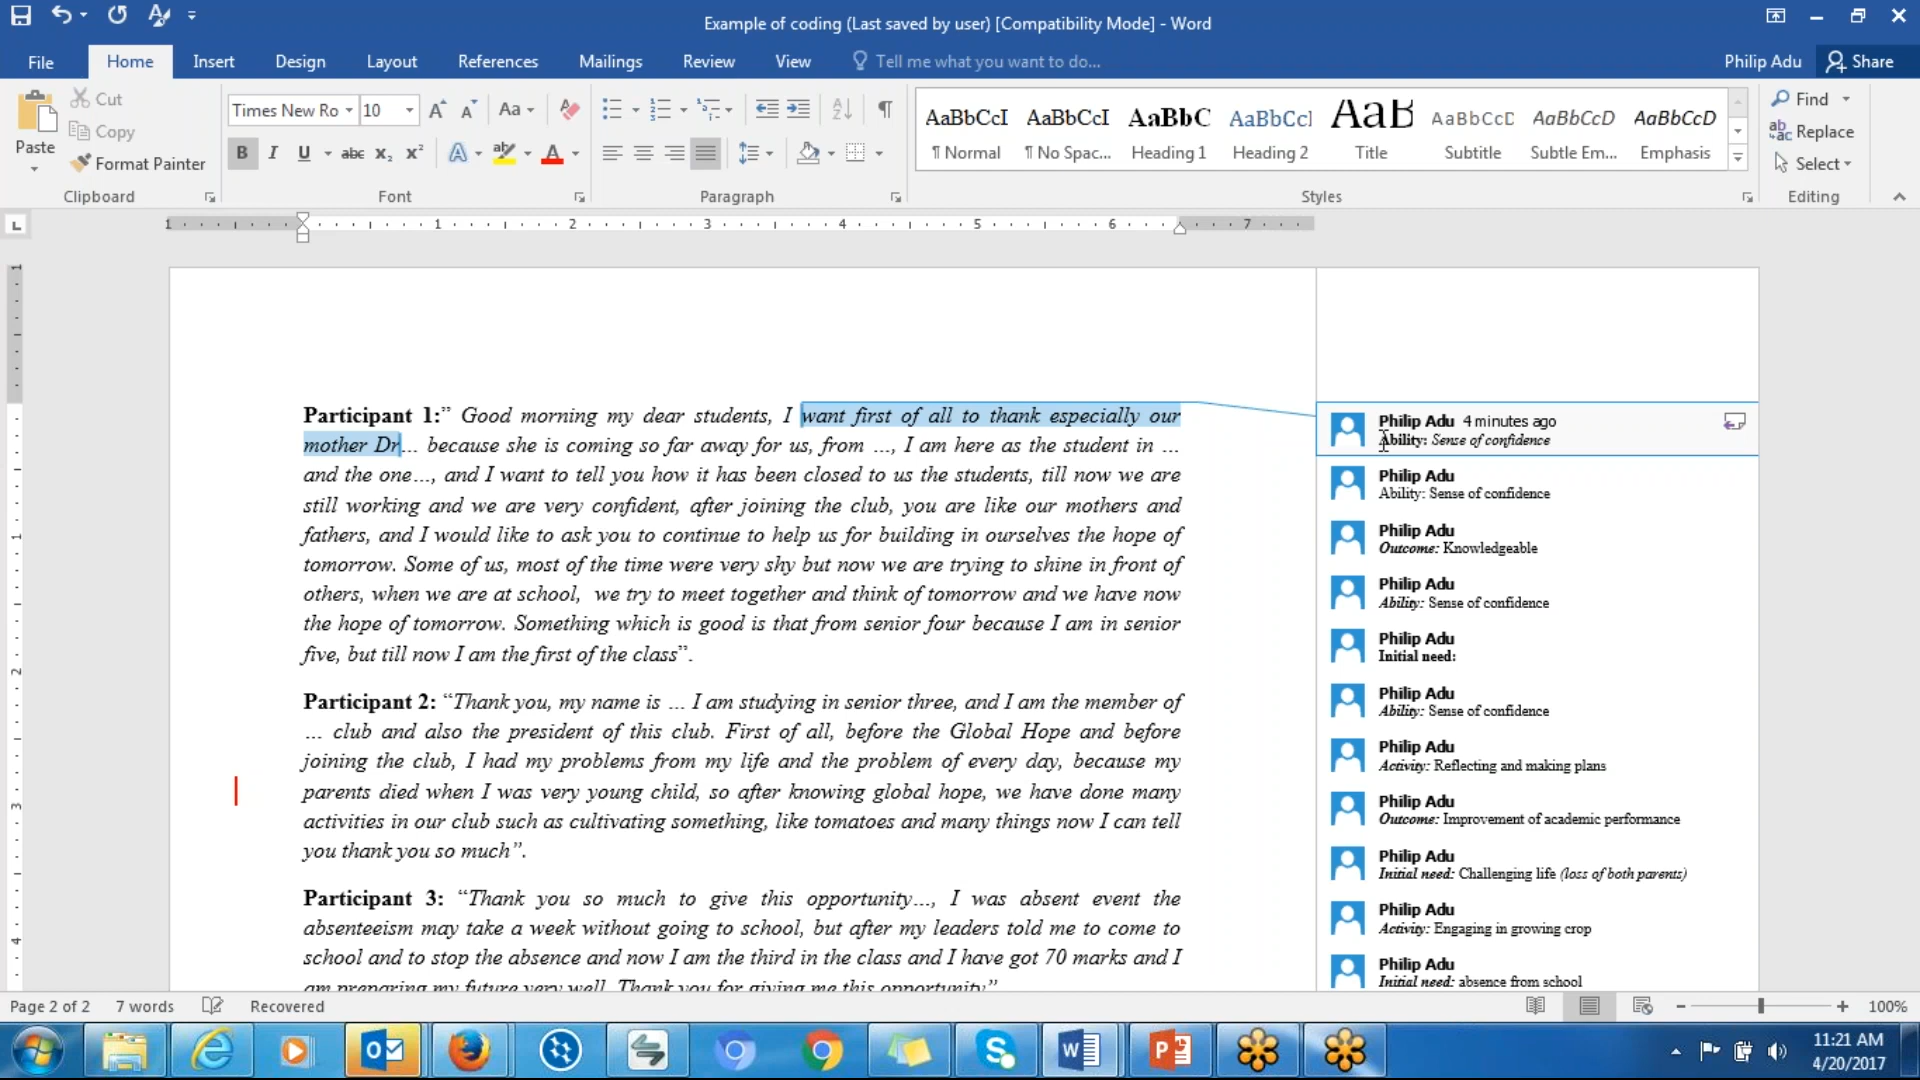 Example of coding (Last saved by user) [Compatibility Mode] - Word
File Home Insert Design Layout References Mailings Review View Tell me what you want to do... Philip Adu Share
Cut
Copy
Format Painter
Paste
Clipboard
Times New Ro 10
Font
Paragraph
AaBbCcI AaBbCcI AaBbC AaBbCcI AaB AaBbCcD AaBbCcD AaBbCcD
¶ Normal ¶ No Spac... Heading 1 Heading 2 Title Subtitle Subtle Em... Emphasis
Styles
Find
Replace
Select
Editing
1 1 2 3 4 5 6 7
Participant 1:” Good morning my dear students, I want first of all to thank especially our
mother Dr... because she is coming so far away for us, from ..., I am here as the student in ...
and the one..., and I want to tell you how it has been closed to us the students, till now we are
still working and we are very confident, after joining the club, you are like our mothers and
fathers, and I would like to ask you to continue to help us for building in ourselves the hope of
tomorrow. Some of us, most of the time were very shy but now we are trying to shine in front of
others, when we are at school, we try to meet together and think of tomorrow and we have now
the hope of tomorrow. Something which is good is that from senior four because I am in senior
five, but till now I am the first of the class”.
Participant 2: “Thank you, my name is ... I am studying in senior three, and I am the member of
... club and also the president of this club. First of all, before the Global Hope and before
joining the club, I had my problems from my life and the problem of every day, because my
parents died when I was very young child, so after knowing global hope, we have done many
activities in our club such as cultivating something, like tomatoes and many things now I can tell
you thank you so much”.
Participant 3: “Thank you so much to give this opportunity..., I was absent event the
absenteeism may take a week without going to school, but after my leaders told me to come to
school and to stop the absence and now I am the third in the class and I have got 70 marks and I
am preparing my future very well. Thank you for giving me this opportunity”
Philip Adu 4 minutes ago
Ability: Sense of confidence
Philip Adu
Ability: Sense of confidence
Philip Adu
Outcome: Knowledgeable
Philip Adu
Ability: Sense of confidence
Philip Adu
Initial need:
Philip Adu
Ability: Sense of confidence
Philip Adu
Activity: Reflecting and making plans
Philip Adu
Outcome: Improvement of academic performance
Philip Adu
Initial need: Challenging life (loss of both parents)
Philip Adu
Activity: Engaging in growing crop
Philip Adu
Initial need: absence from school
Page 2 of 2 7 words Recovered 100%
11:21 AM
4/20/2017